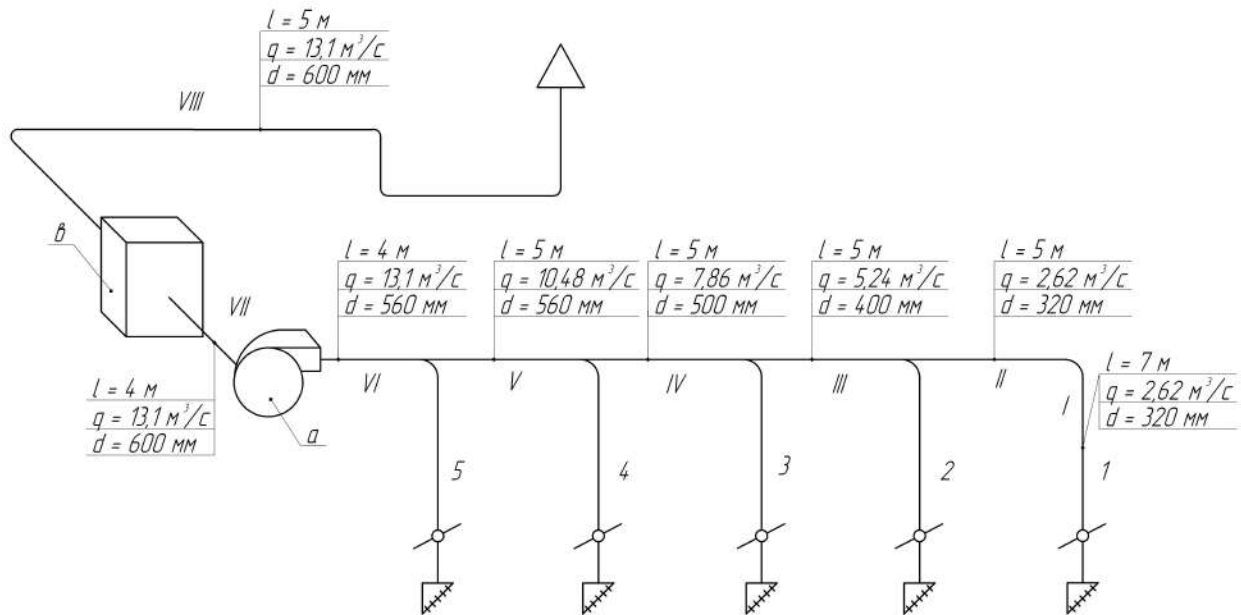 l = 5 м
q = 13,1 м³/с
d = 600 мм
VIII
в
VII
l = 4 м
q = 13,1 м³/с
d = 600 мм
а
l = 4 м
q = 13,1 м³/с
d = 560 мм
VI
l = 5 м
q = 10,48 м³/с
d = 560 мм
V
l = 5 м
q = 7,86 м³/с
d = 500 мм
IV
l = 5 м
q = 5,24 м³/с
d = 400 мм
III
l = 5 м
q = 2,62 м³/с
d = 320 мм
II
l = 7 м
q = 2,62 м³/с
d = 320 мм
I
5
4
3
2
1